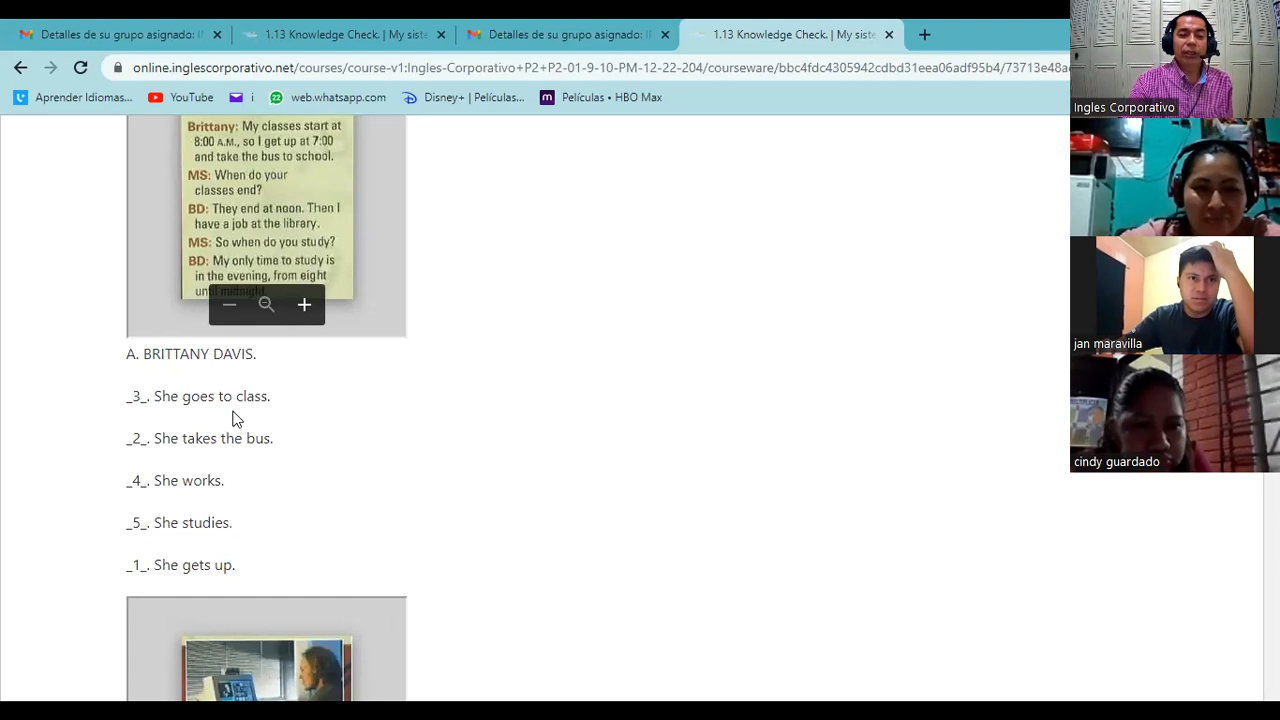 Detalles de su grupo asignado:
1.13 Knowledge Check. | My sist
Detalles de su grupo asignado: I
1.13 Knowledge Check. | My siste
online.inglescorporativo.net/courses/course-v1:Ingles-Corporativo+P2+P2-01-9-10-PM-12-22-204/courseware/bbc4fdc4305942cdbd31eea06adf95b4/73713e48a
Aprender Idiomas...
YouTube
i
web.whatsapp.com
Disney+ | Películas...
Películas • HBO Max
Brittany: My classes start at
8:00 A.M., so I get up at 7:00
and take the bus to school.
MS: When do your
classes end?
BD: They end at noon. Then I
have a job at the library.
MS: So when do you study?
BD: My only time to study is
in the evening, from eight
until midnight.
A. BRITTANY DAVIS.
_3_. She goes to class.
_2_. She takes the bus.
_4_. She works.
_5_. She studies.
_1_. She gets up.
Ingles Corporativo
jan maravilla
cindy guardado